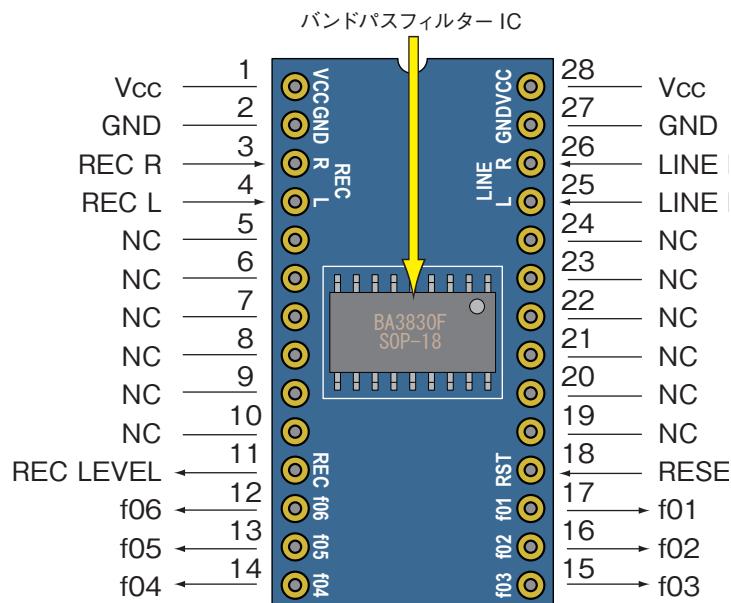 バンドパスフィルター IC
Vcc 1 VCC VCC 28 Vcc
GND 2 GND GND 27 GND
REC R 3 R REC LINE R 26 LINE
REC L 4 L L 25 LINE
NC 5 24 NC
NC 6 23 NC
NC 7 22 NC
BA3830F
SOP-18
NC 8 21 NC
NC 9 20 NC
NC 10 19 NC
REC LEVEL 11 REC RST 18 RESE
f06 12 f06 f01 17 f01
f05 13 f05 f02 16 f02
f04 14 f04 f03 15 f03